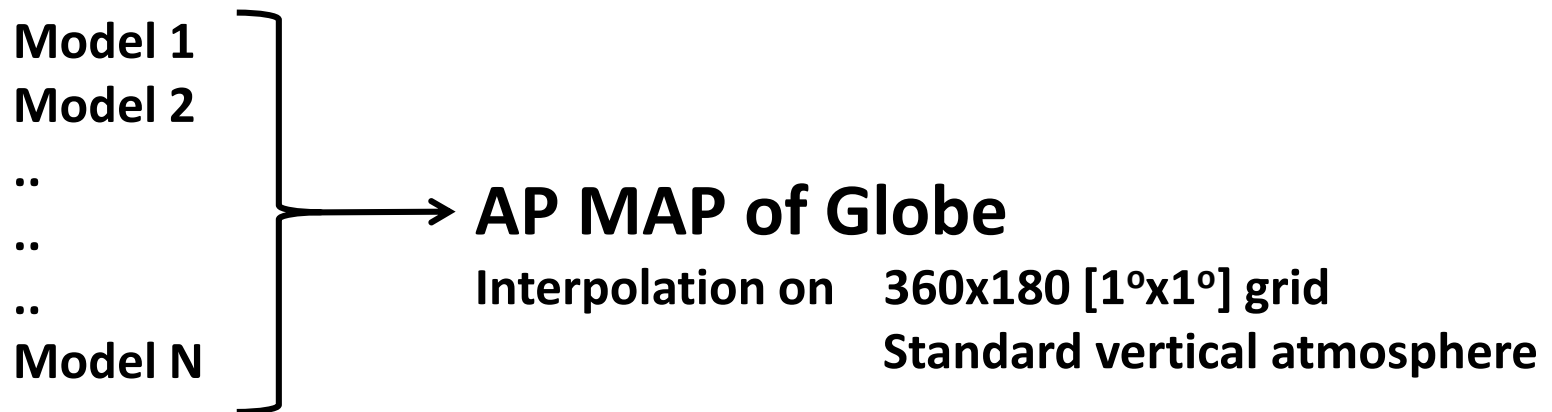 Model 1
Model 2
..
..
..
Model N
AP MAP of Globe
Interpolation on 360x180 [1ºx1º] grid
Standard vertical atmosphere